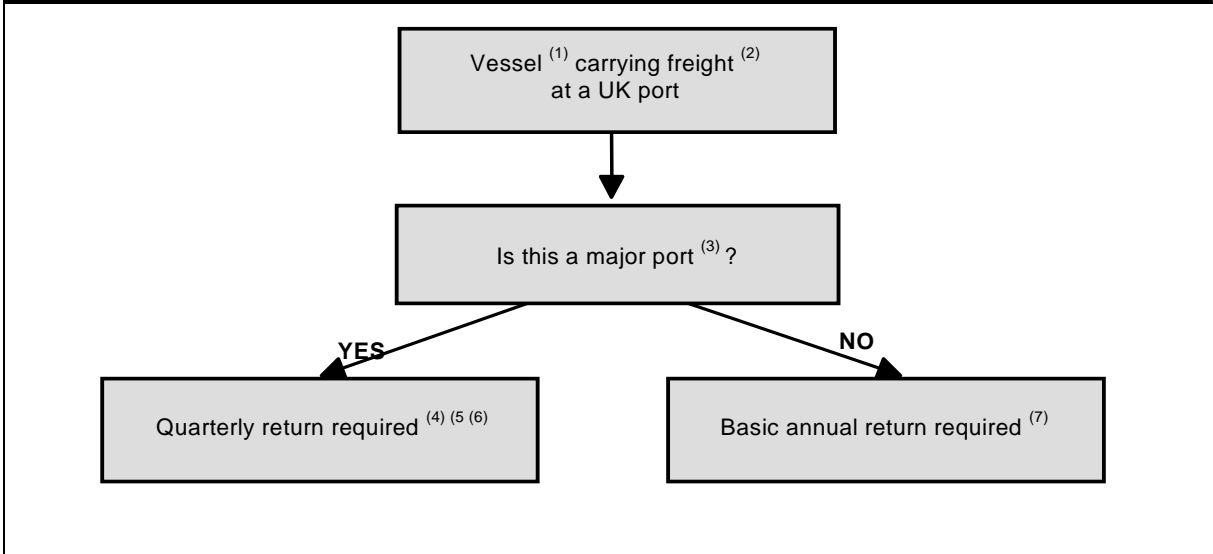 Vessel (1) carrying freight (2)
at a UK port
Is this a major port (3) ?
YES
NO
Quarterly return required (4) (5 (6)
Basic annual return required (7)